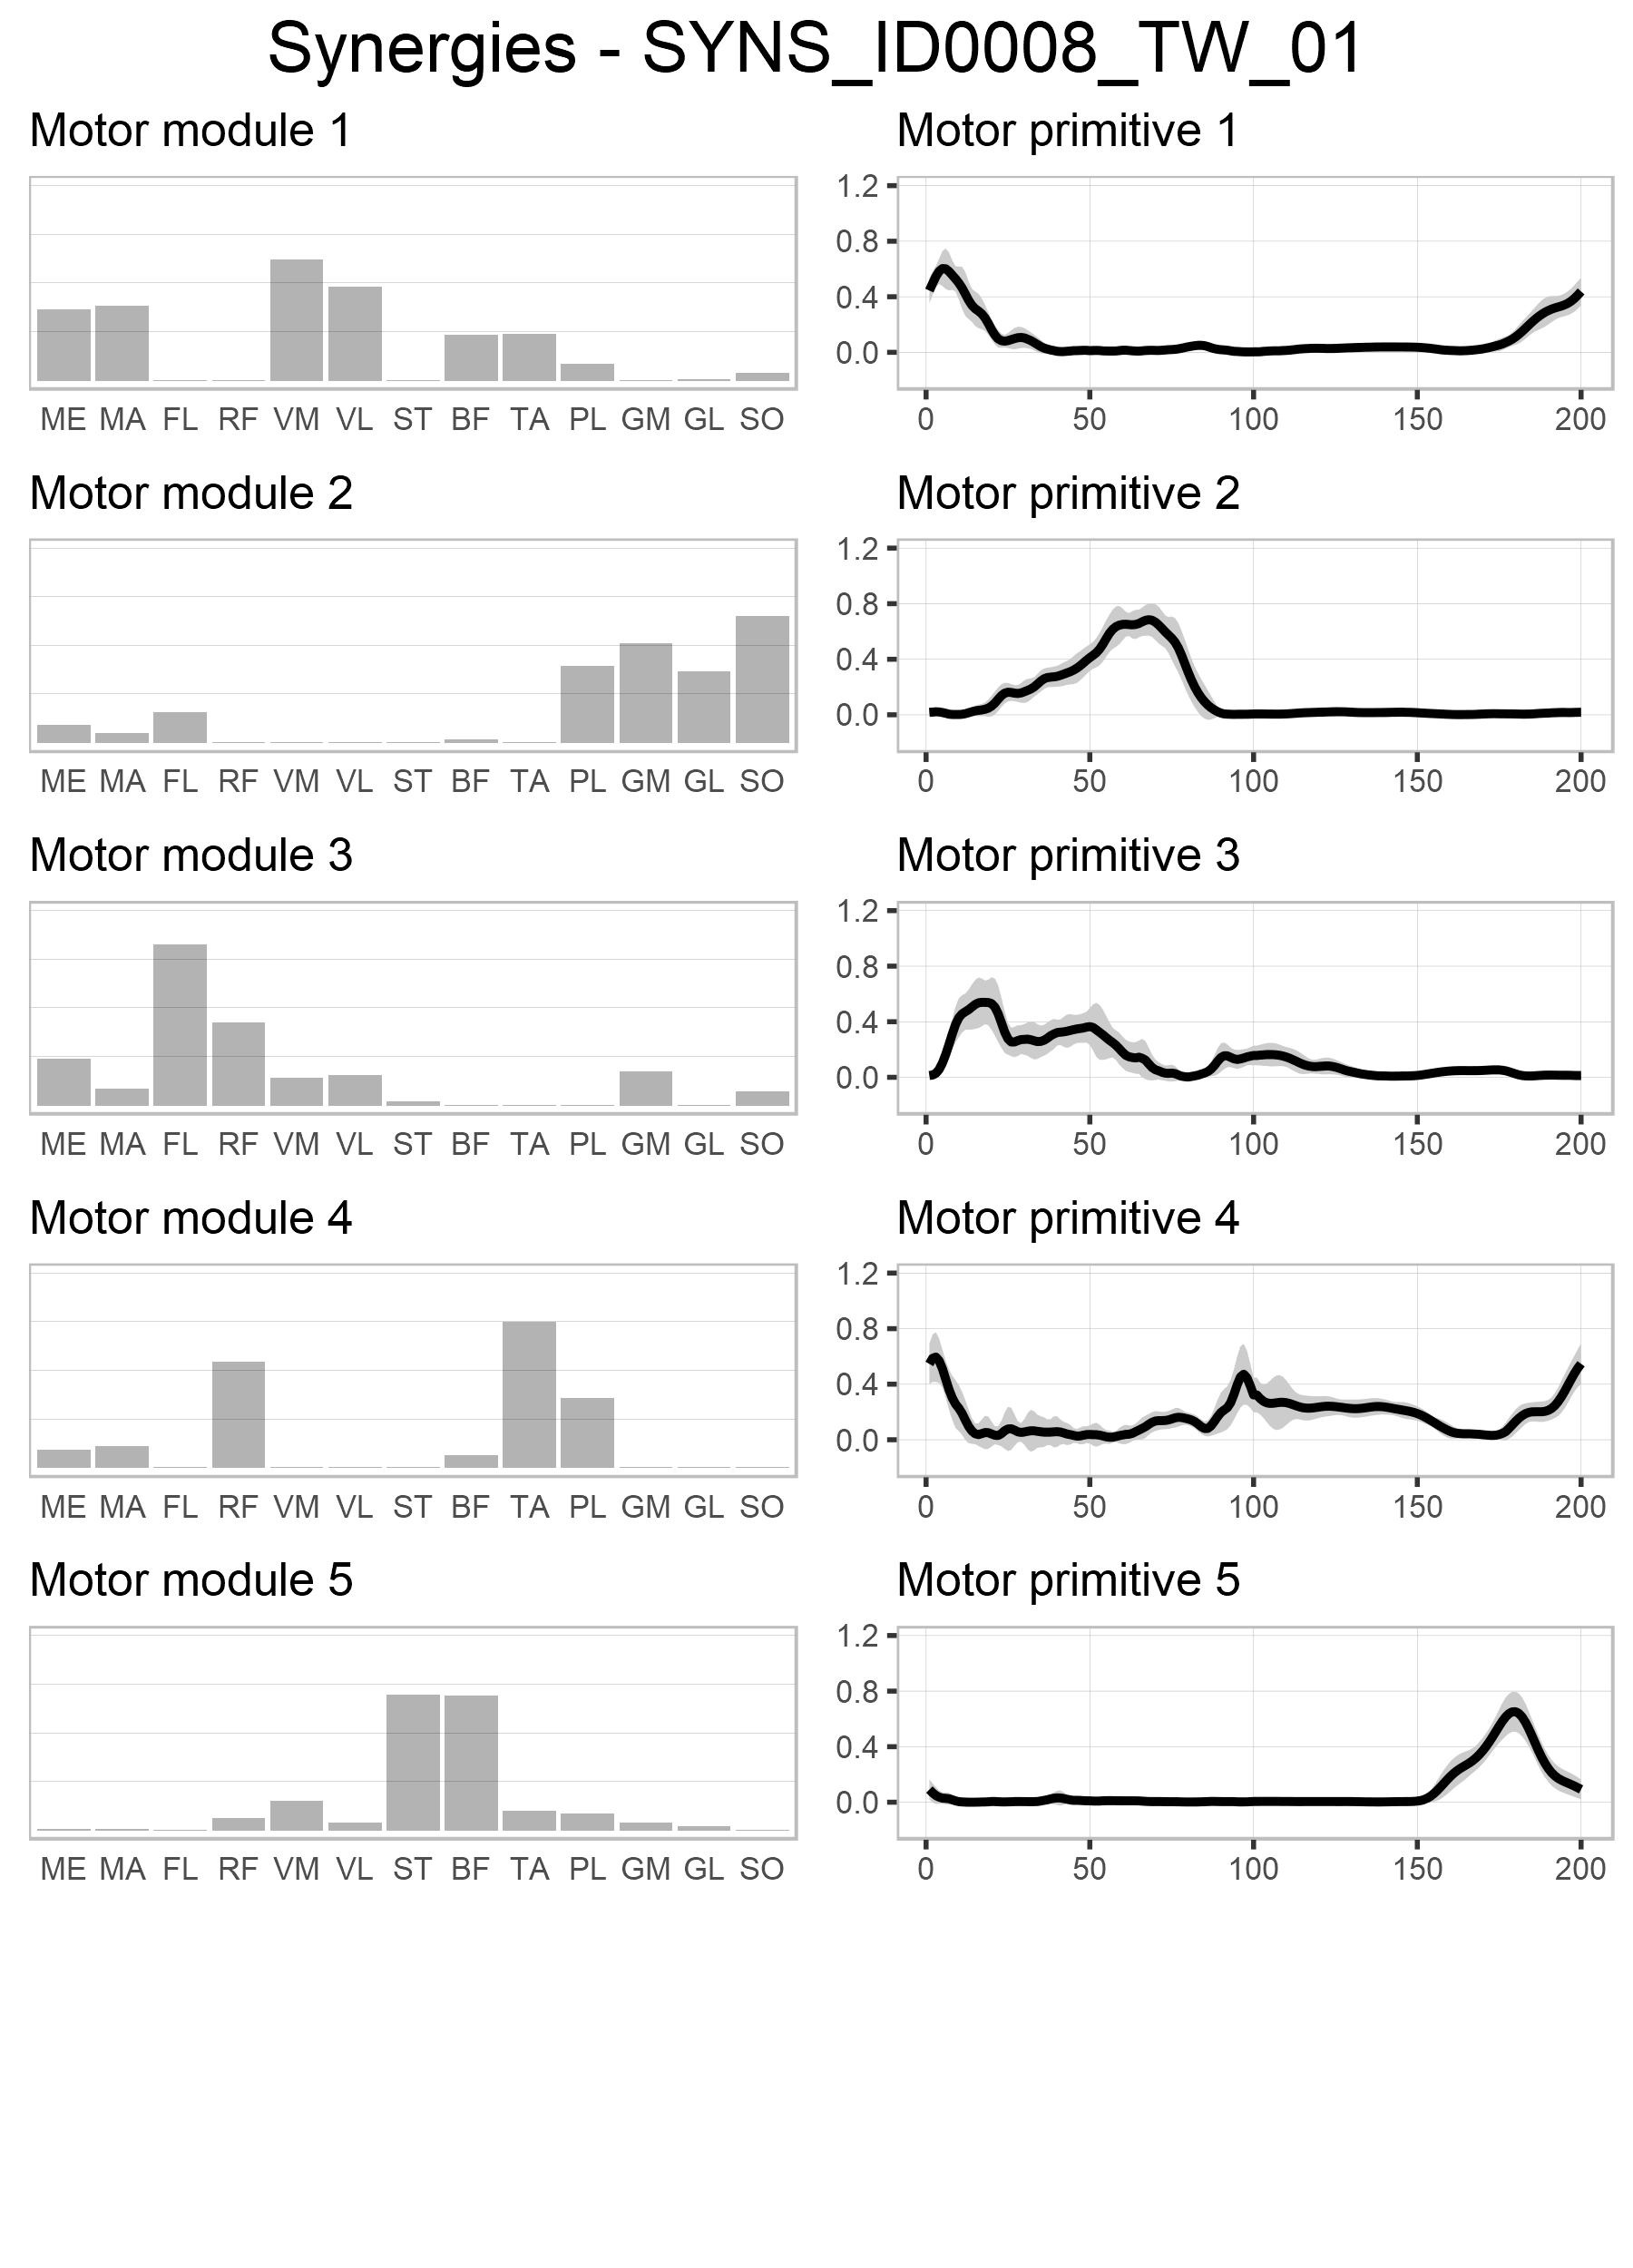 Synergies - SYNS_ID0008_TW_01
Motor module 1
Motor primitive 1
1.2
0.8
0.4
0.0
ME MA FL RF VM VL ST BF TA PL GM GL SO
0 50 100 150 200
Motor module 2
Motor primitive 2
1.2
0.8
0.4
0.0
ME MA FL RF VM VL ST BF TA PL GM GL SO
0 50 100 150 200
Motor module 3
Motor primitive 3
1.2
0.8
0.4
0.0
ME MA FL RF VM VL ST BF TA PL GM GL SO
0 50 100 150 200
Motor module 4
Motor primitive 4
1.2
0.8
0.4
0.0
ME MA FL RF VM VL ST BF TA PL GM GL SO
0 50 100 150 200
Motor module 5
Motor primitive 5
1.2
0.8
0.4
0.0
ME MA FL RF VM VL ST BF TA PL GM GL SO
0 50 100 150 200